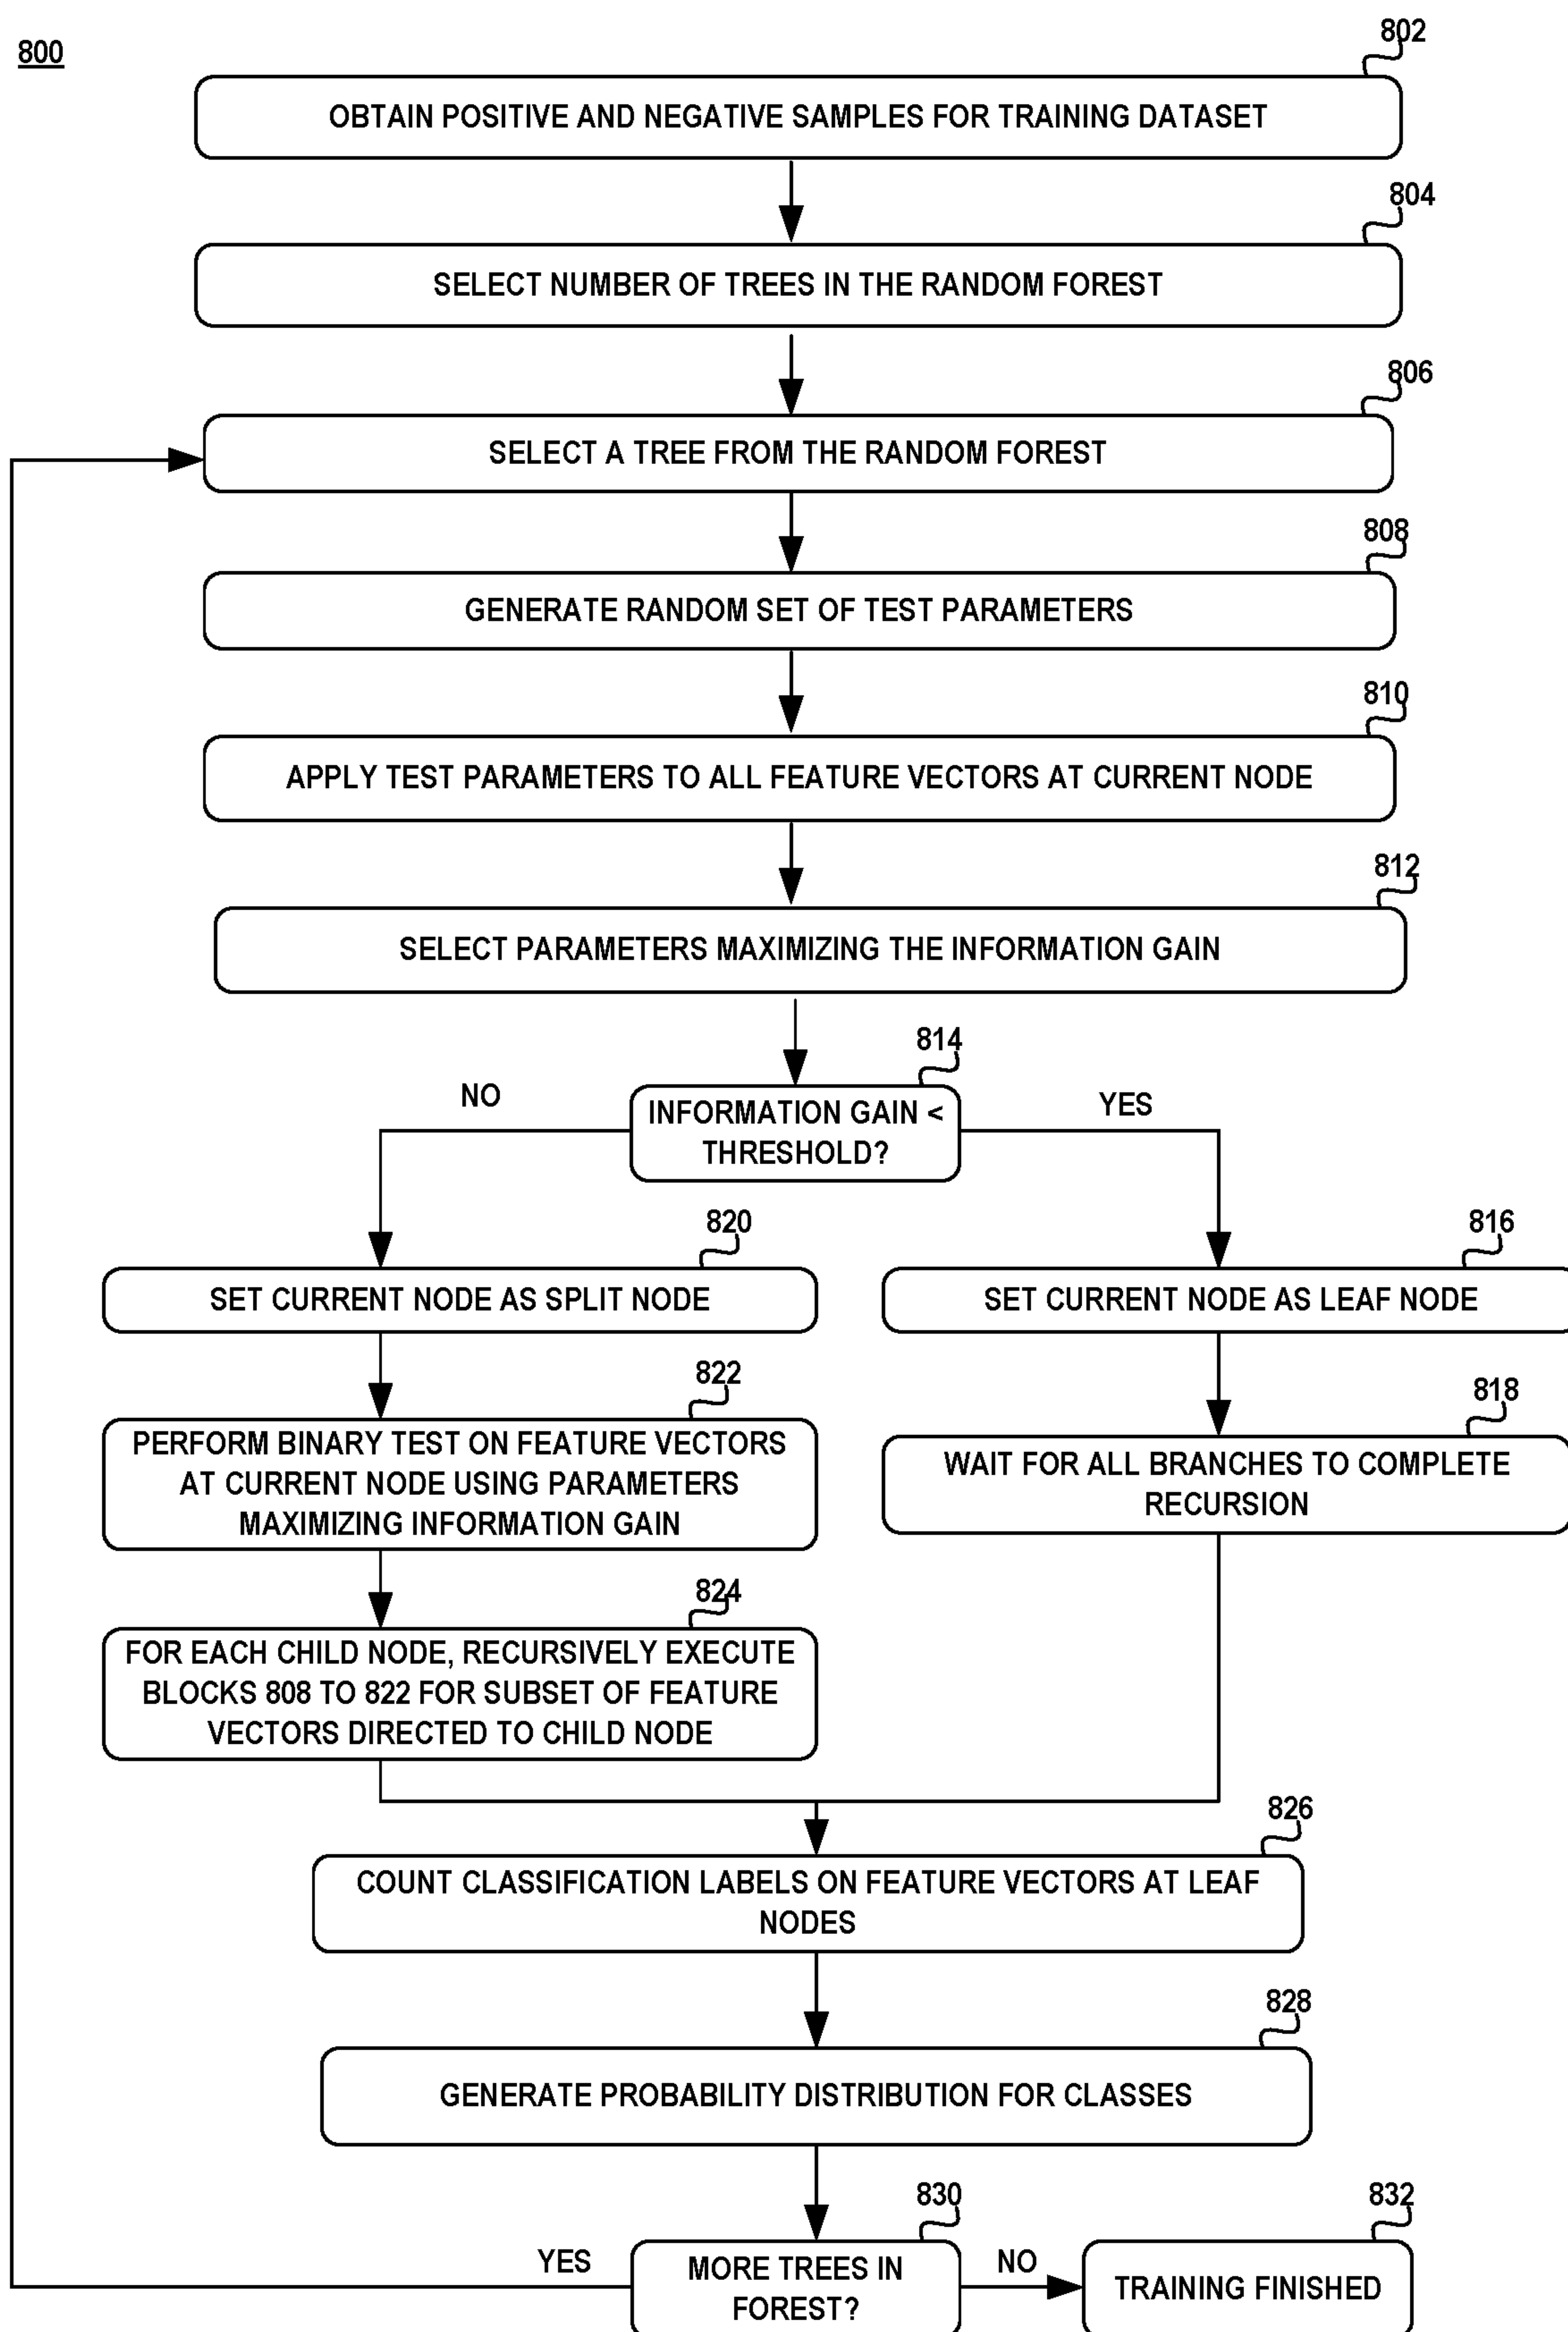 800
802
OBTAIN POSITIVE AND NEGATIVE SAMPLES FOR TRAINING DATASET
804
SELECT NUMBER OF TREES IN THE RANDOM FOREST
806
SELECT A TREE FROM THE RANDOM FOREST
808
GENERATE RANDOM SET OF TEST PARAMETERS
810
APPLY TEST PARAMETERS TO ALL FEATURE VECTORS AT CURRENT NODE
812
SELECT PARAMETERS MAXIMIZING THE INFORMATION GAIN
814
INFORMATION GAIN <
THRESHOLD?
NO
YES
820
SET CURRENT NODE AS SPLIT NODE
816
SET CURRENT NODE AS LEAF NODE
822
PERFORM BINARY TEST ON FEATURE VECTORS
AT CURRENT NODE USING PARAMETERS
MAXIMIZING INFORMATION GAIN
818
WAIT FOR ALL BRANCHES TO COMPLETE
RECURSION
824
FOR EACH CHILD NODE, RECURSIVELY EXECUTE
BLOCKS 808 TO 822 FOR SUBSET OF FEATURE
VECTORS DIRECTED TO CHILD NODE
826
COUNT CLASSIFICATION LABELS ON FEATURE VECTORS AT LEAF
NODES
828
GENERATE PROBABILITY DISTRIBUTION FOR CLASSES
830
MORE TREES IN
FOREST?
YES
NO
832
TRAINING FINISHED